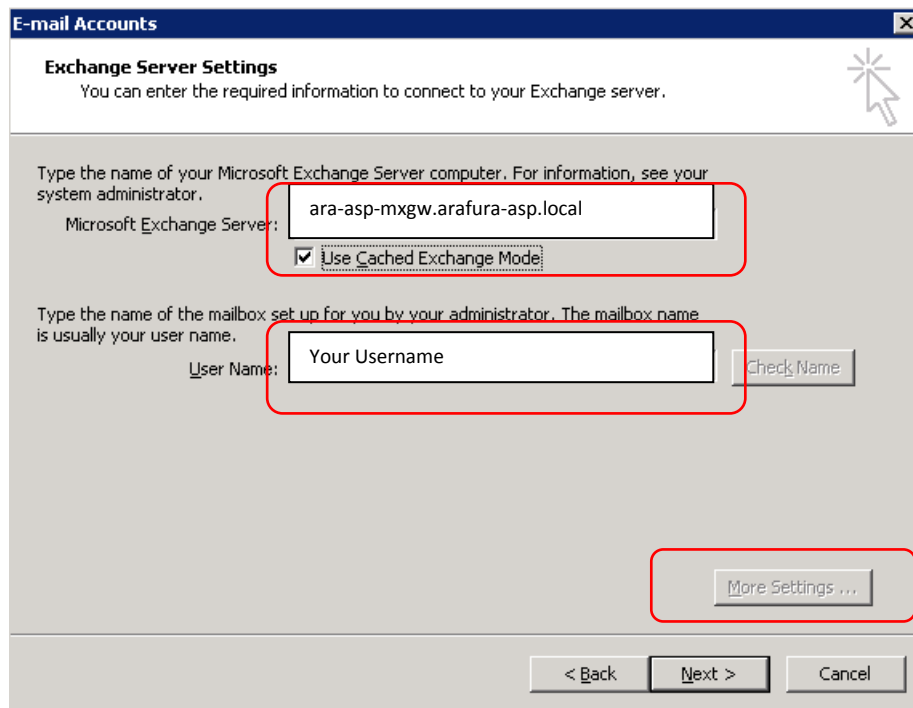 E-mail Accounts
Exchange Server Settings
You can enter the required information to connect to your Exchange server.
Type the name of your Microsoft Exchange Server computer. For information, see your
system administrator.
Microsoft Exchange Server: ara-asp-mxgw.arafura-asp.local
Use Cached Exchange Mode
Type the name of the mailbox set up for you by your administrator. The mailbox name
is usually your user name.
User Name: Your Username Check Name
More Settings ...
< Back Next > Cancel